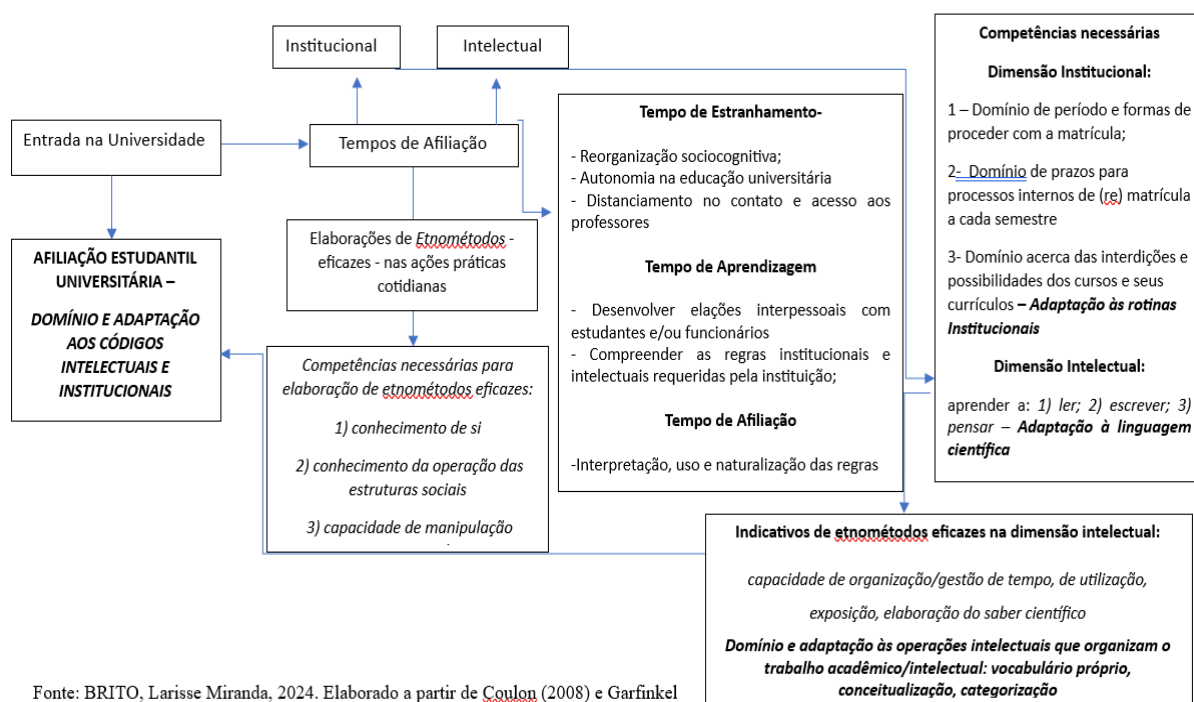 Institucional
Intelectual
Entrada na Universidade
Tempos de Afiliação
AFILIAÇÃO ESTUDANTIL
UNIVERSITÁRIA –
DOMÍNIO E ADAPTAÇÃO
AOS CÓDIGOS
INTELECTUAIS E
INSTITUCIONAIS
Elaborações de Etnométodos -
eficazes - nas ações práticas
cotidianas
Competências necessárias para
elaboração de etnométodos eficazes:
1) conhecimento de si
2) conhecimento da operação das
estruturas sociais
3) capacidade de manipulação
Tempo de Estranhamento-
- Reorganização sociocognitiva;
- Autonomia na educação universitária
- Distanciamento no contato e acesso aos
professores
Tempo de Aprendizagem
- Desenvolver elações interpessoais com
estudantes e/ou funcionários
- Compreender as regras institucionais e
intelectuais requeridas pela instituição;
Tempo de Afiliação
-Interpretação, uso e naturalização das regras
Competências necessárias
Dimensão Institucional:
1 – Domínio de período e formas de
proceder com a matrícula;
2- Domínio de prazos para
processos internos de (re) matrícula
a cada semestre
3- Domínio acerca das interdições e
possibilidades dos cursos e seus
currículos – Adaptação às rotinas
Institucionais
Dimensão Intelectual:
aprender a: 1) ler; 2) escrever; 3)
pensar – Adaptação à linguagem
científica
Indicativos de etnométodos eficazes na dimensão intelectual:
capacidade de organização/gestão de tempo, de utilização,
exposição, elaboração do saber científico
Domínio e adaptação às operações intelectuais que organizam o
trabalho acadêmico/intelectual: vocabulário próprio,
conceitualização, categorização
Fonte: BRITO, Larisse Miranda, 2024. Elaborado a partir de Coulon (2008) e Garfinkel